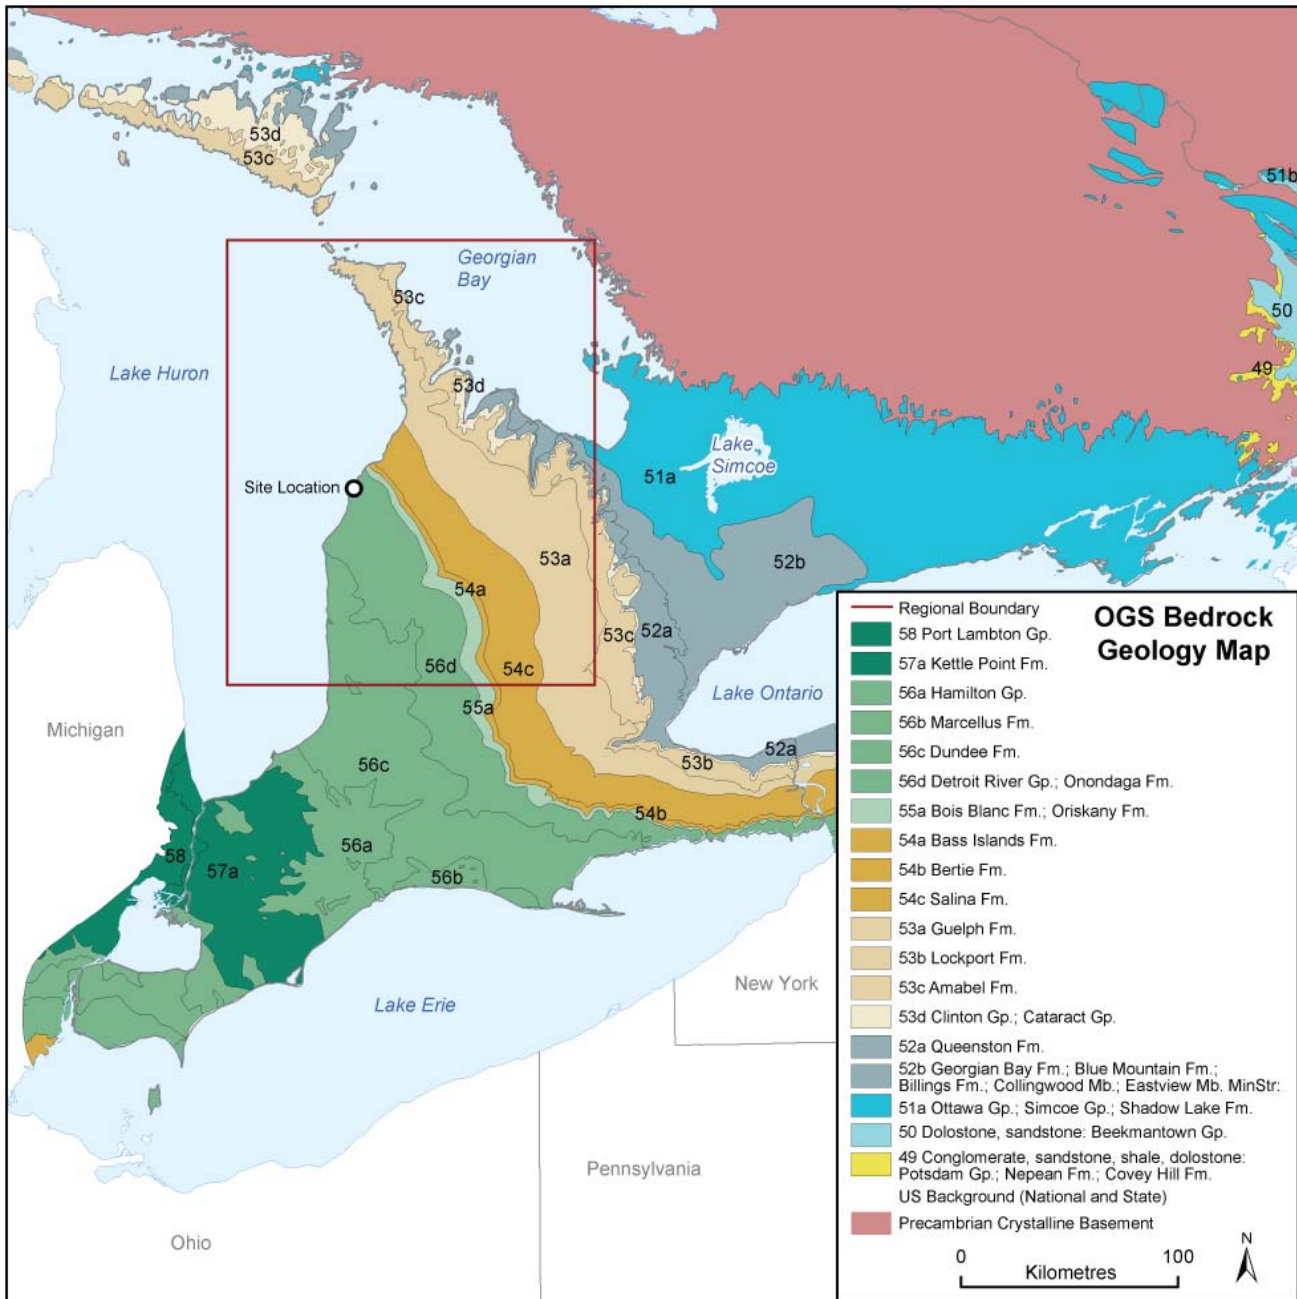 53d
53c
51b
Georgian
Bay
53c
50
Lake Huron
49
53d
Lake
Simcoe
51a
Site Location
53a
52b
54a
53c
52a
56d
54c
Lake Ontario
55a
Michigan
52a
53b
56c
54b
56a
58
57a
56b
New York
Lake Erie
Pennsylvania
Ohio
OGS Bedrock
Geology Map
Regional Boundary
58 Port Lambton Gp.
57a Kettle Point Fm.
56a Hamilton Gp.
56b Marcellus Fm.
56c Dundee Fm.
56d Detroit River Gp.; Onondaga Fm.
55a Bois Blanc Fm.; Oriskany Fm.
54a Bass Islands Fm.
54b Bertie Fm.
54c Salina Fm.
53a Guelph Fm.
53b Lockport Fm.
53c Amabel Fm.
53d Clinton Gp.; Cataract Gp.
52a Queenston Fm.
52b Georgian Bay Fm.; Blue Mountain Fm.;
Billings Fm.; Collingwood Mb.; Eastview Mb. MinStr:
51a Ottawa Gp.; Simcoe Gp.; Shadow Lake Fm.
50 Dolostone, sandstone: Beekmantown Gp.
49 Conglomerate, sandstone, shale, dolostone:
Potsdam Gp.; Nepean Fm.; Covey Hill Fm.
US Background (National and State)
Precambrian Crystalline Basement
N
0 100
Kilometres